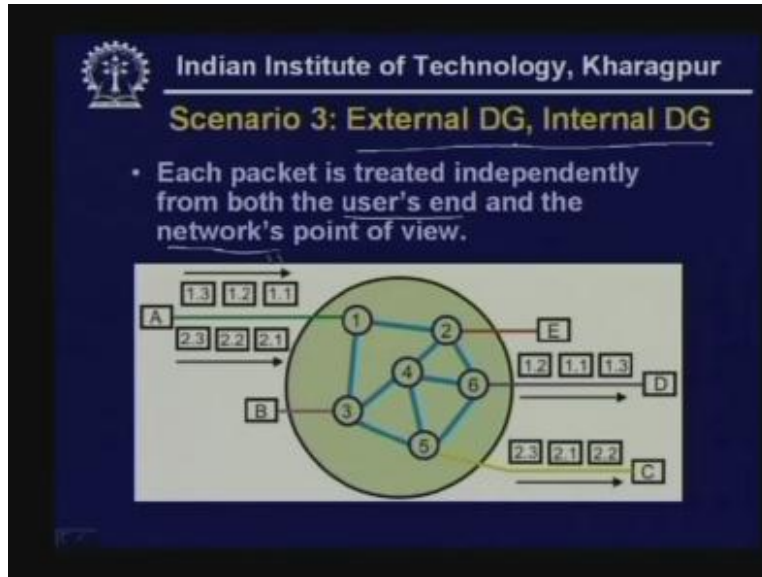 Indian Institute of Technology, Kharagpur
Scenario 3: External DG, Internal DG
• Each packet is treated independently
from both the user's end and the
network's point of view.
1.3 1.2 1.1
A
2.3 2.2 2.1
1
2
E
4
1.2 1.1 1.3
6
D
B
3
5
2.3 2.1 2.2
C